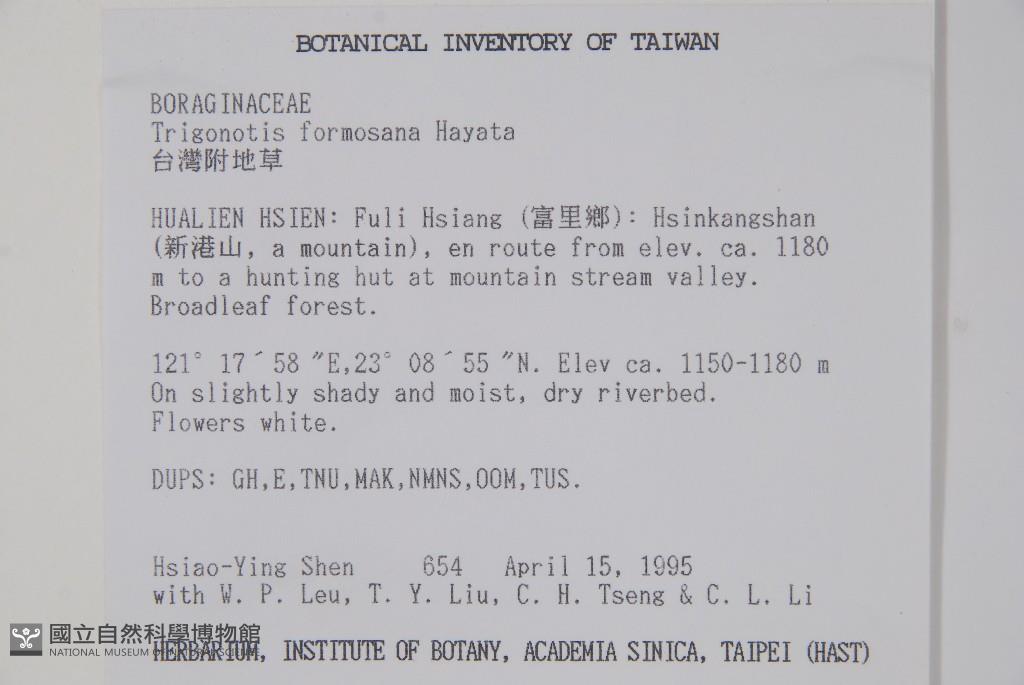 BOTANICAL INVENTORY OF TAIWAN
BORAGINACEAE
Trigonotis formosana Hayata
台灣附地草
HUALIEN HSIEN: Fuli Hsiang (富里鄉): Hsinkangshan
(新港山, a mountain), en route from elev. ca. 1180
m to a hunting hut at mountain stream valley.
Broadleaf forest.
121° 17´58 ″E,23° 08´55 ″N. Elev ca. 1150-1180 m
On slightly shady and moist, dry riverbed.
Flowers white.
DUPS: GH,E,TNU,MAK,NMNS,OOM,TUS.
Hsiao-Ying Shen 654 April 15, 1995
with W. P. Leu, T. Y. Liu, C. H. Tseng & C. L. Li
國立自然科學博物館
NATIONAL MUSEUM OF NATURAL SCIENCE
HERBARIUM, INSTITUTE OF BOTANY, ACADEMIA SINICA, TAIPEI (HAST)